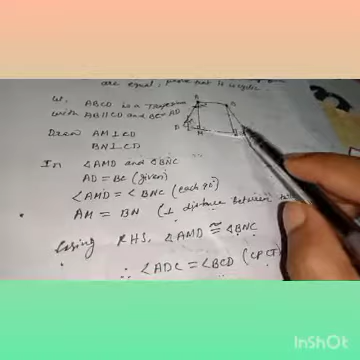 are equal, prove that it is cyclic.
Let, ABCD is a Trapezium
with AB||CD and BC=AD
A B
D M
Draw AM⊥CD
BN⊥CD
In △AMD and △BNC
AD = BC (given)
∠AMD = ∠BNC (each 90°)
AM = BN (⊥ distance between
Using RHS. △AMD ≅ △BNC
∴ ∠ADC = ∠BCD (CPCT)
InShOt